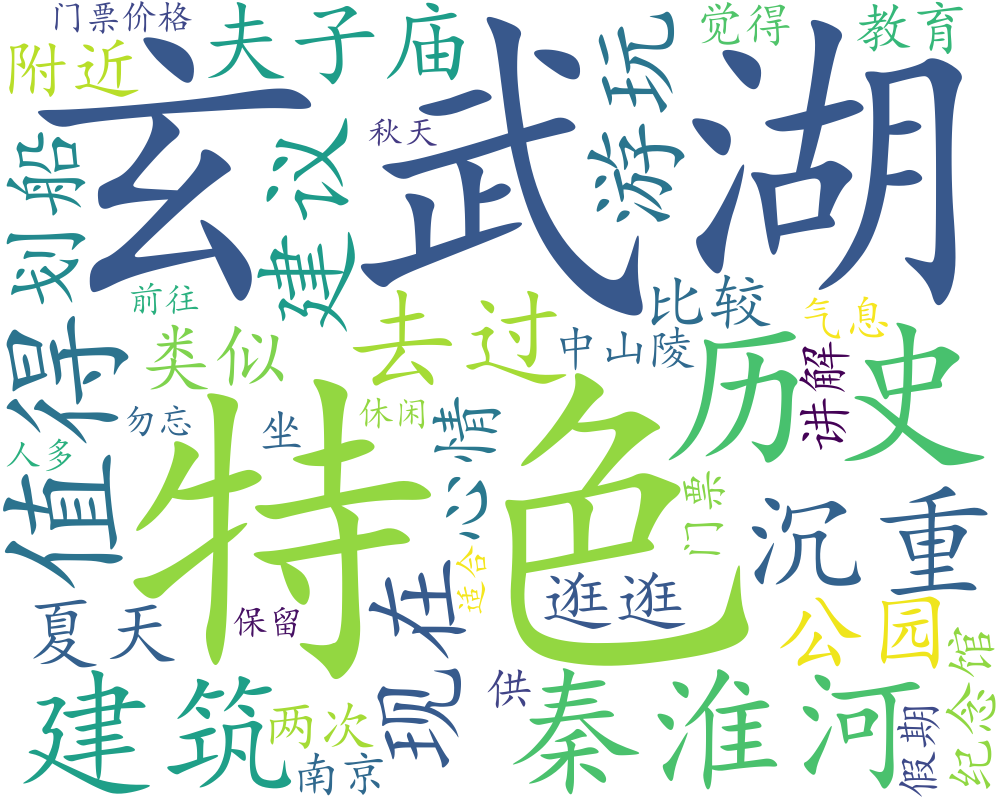 门票价格
夫子庙
觉得
教育
附近
玄武湖
游玩
秋天
建议
划船
前往
类似
去过
比较
中山陵
气息
历史
讲解
值得
勿忘
坐
休闲
心情
人多
特色
门票
沉重
现在
适合
逛逛
夏天
保留
公园
纪念馆
建筑
两次
供
秦淮河
假期
南京